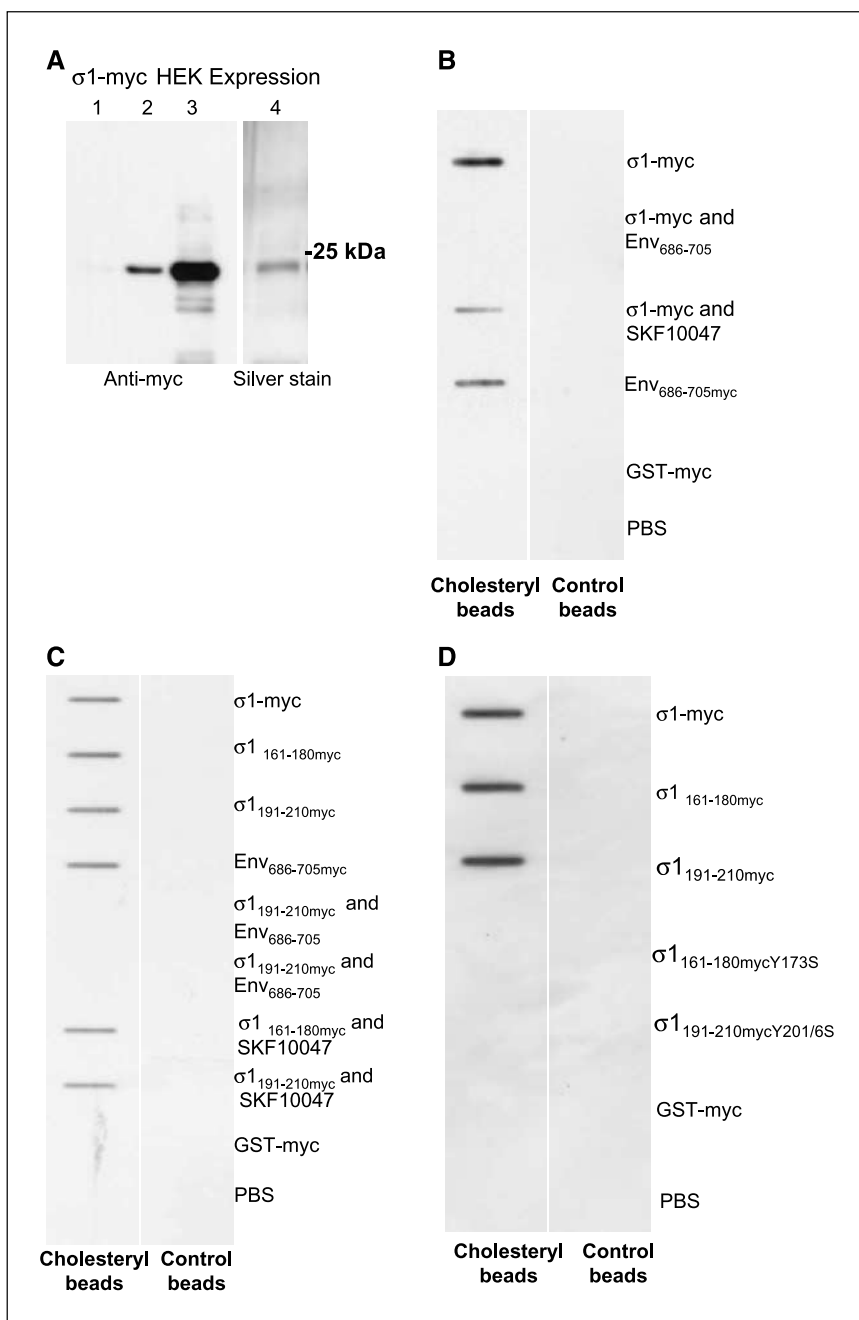 A
σ1-myc HEK Expression
1 2 3 4
-25 kDa
Anti-myc Silver stain
B
σ1-myc
σ1-myc and
Env686-705
σ1-myc and
SKF10047
Env686-705myc
GST-myc
PBS
Cholesteryl Control
beads beads
C
σ1-myc
σ1 161-180myc
σ1191-210myc
Env686-705myc
σ1191-210myc and
Env686-705
σ1191-210myc and
Env686-705
σ1 161-180myc and
SKF10047
σ1191-210myc and
SKF10047
GST-myc
PBS
Cholesteryl Control
beads beads
D
σ1-myc
σ1 161-180myc
σ1191-210myc
σ1161-180mycY173S
σ1191-210mycY201/6S
GST-myc
PBS
Cholesteryl Control
beads beads